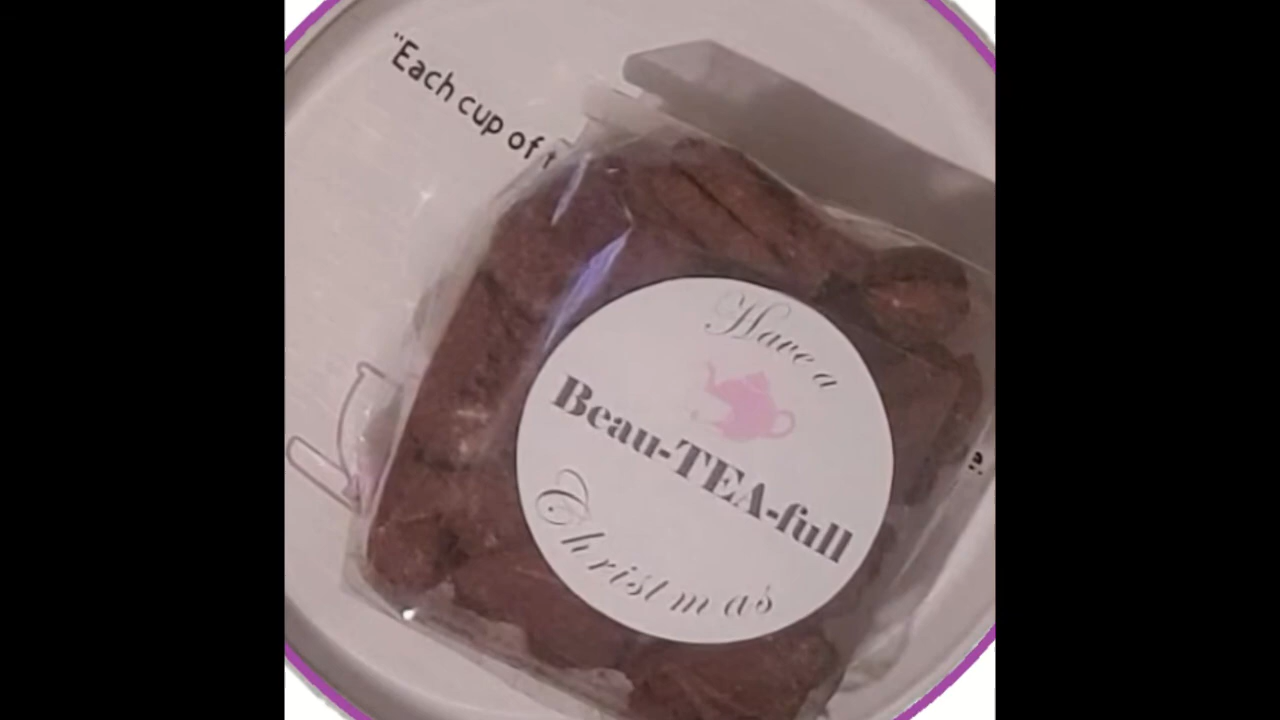 "Each cup of t
Have a
Beau-TEA-full
Christmas
e.